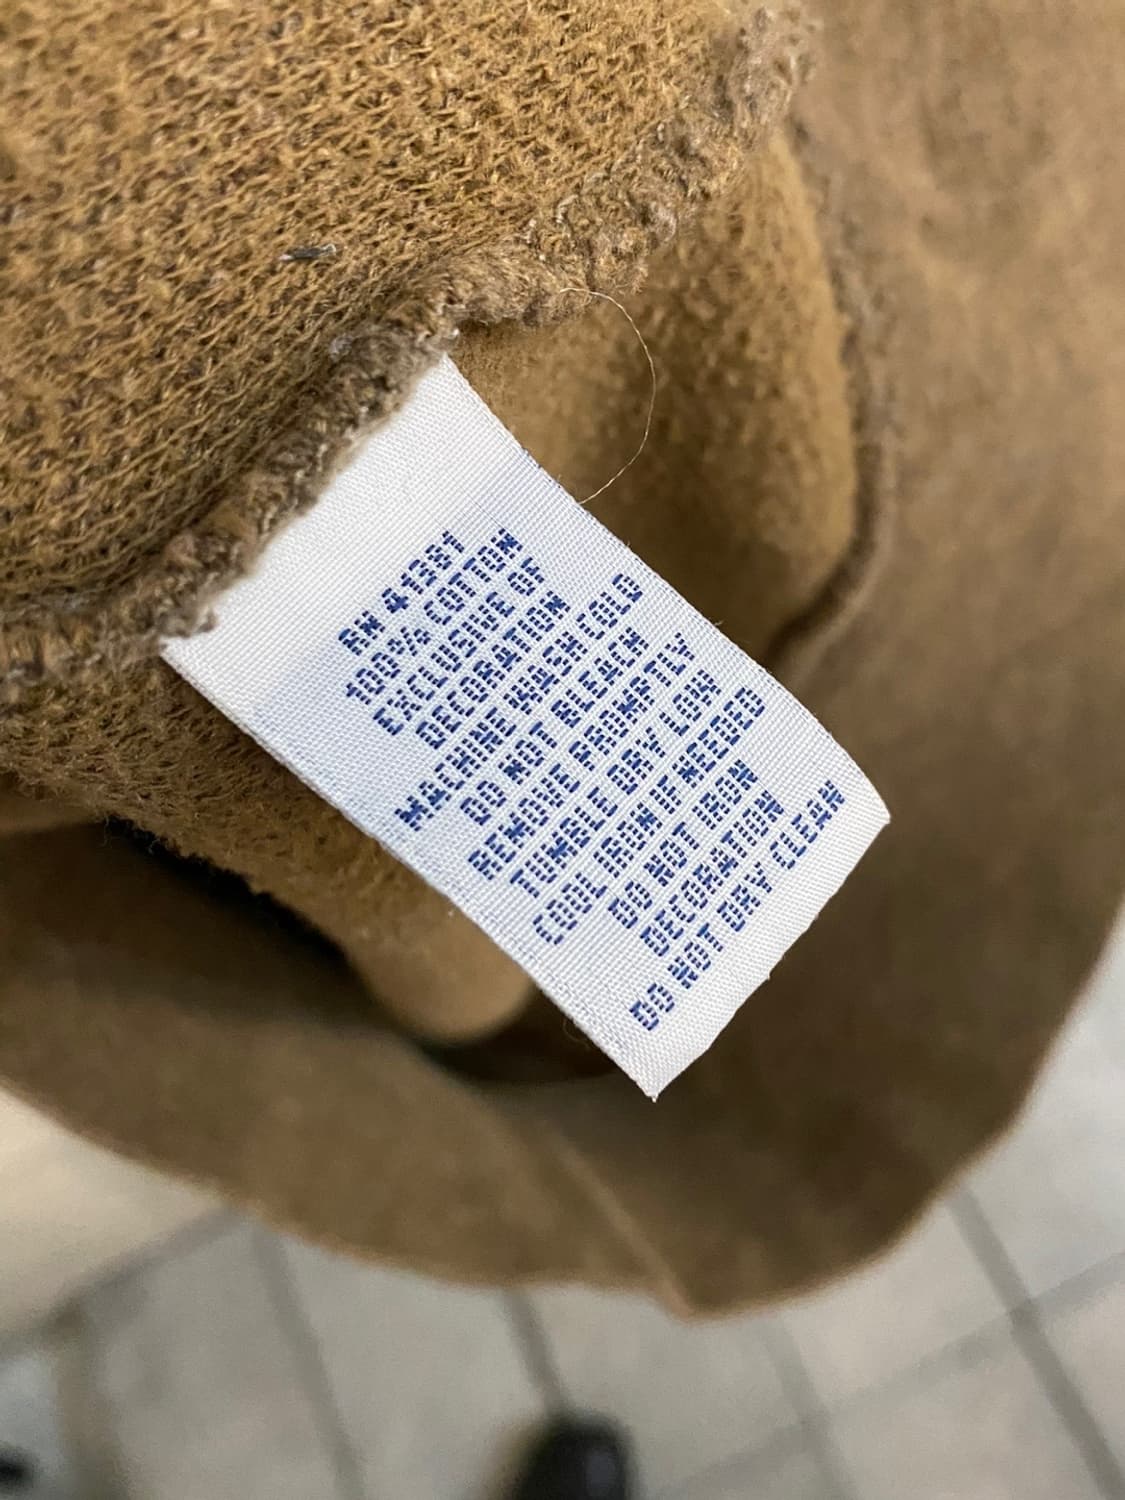 RN 41381
100% COTTON
EXCLUSIVE OF
DECORATION
MACHINE WASH COLD
DO NOT BLEACH
REMOVE PROMPTLY
TUMBLE DRY LOW
COOL IRON IF NEEDED
DO NOT IRON
DECORATION
DO NOT DRY CLEAN